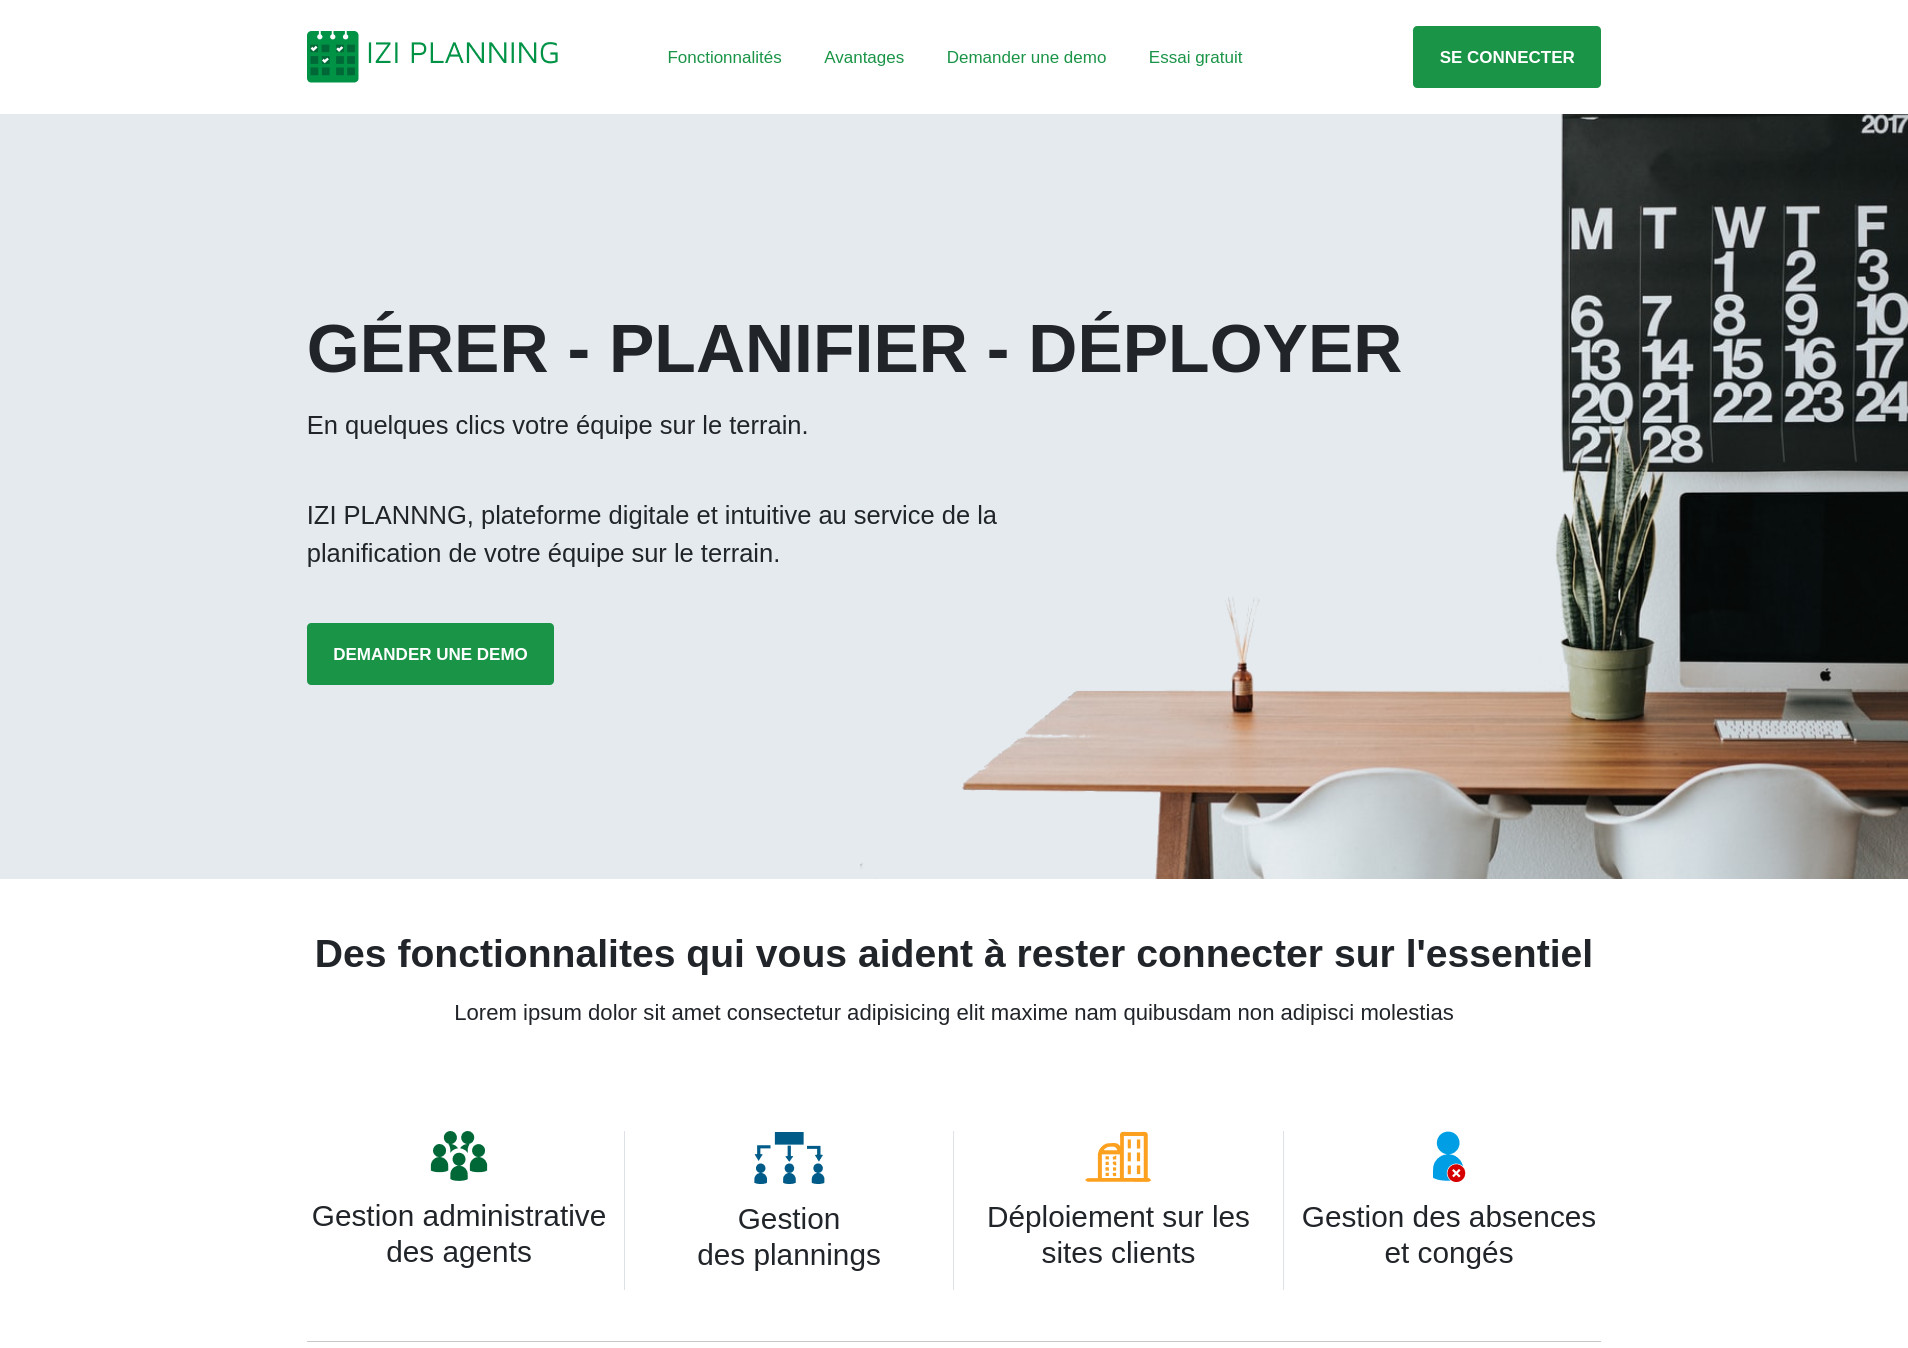 IZI PLANNING
Fonctionnalités
Avantages
Demander une demo
Essai gratuit
SE CONNECTER
2017
M T W T F
1 2 3
6 7 8 9 10
13 14 15 16 17
20 21 22 23 24
27 28
GÉRER - PLANIFIER - DÉPLOYER
En quelques clics votre équipe sur le terrain.
IZI PLANNNG, plateforme digitale et intuitive au service de la
planification de votre équipe sur le terrain.
DEMANDER UNE DEMO
Des fonctionnalites qui vous aident à rester connecter sur l'essentiel
Lorem ipsum dolor sit amet consectetur adipisicing elit maxime nam quibusdam non adipisci molestias
Gestion administrative
des agents
Gestion
des plannings
Déploiement sur les
sites clients
Gestion des absences
et congés